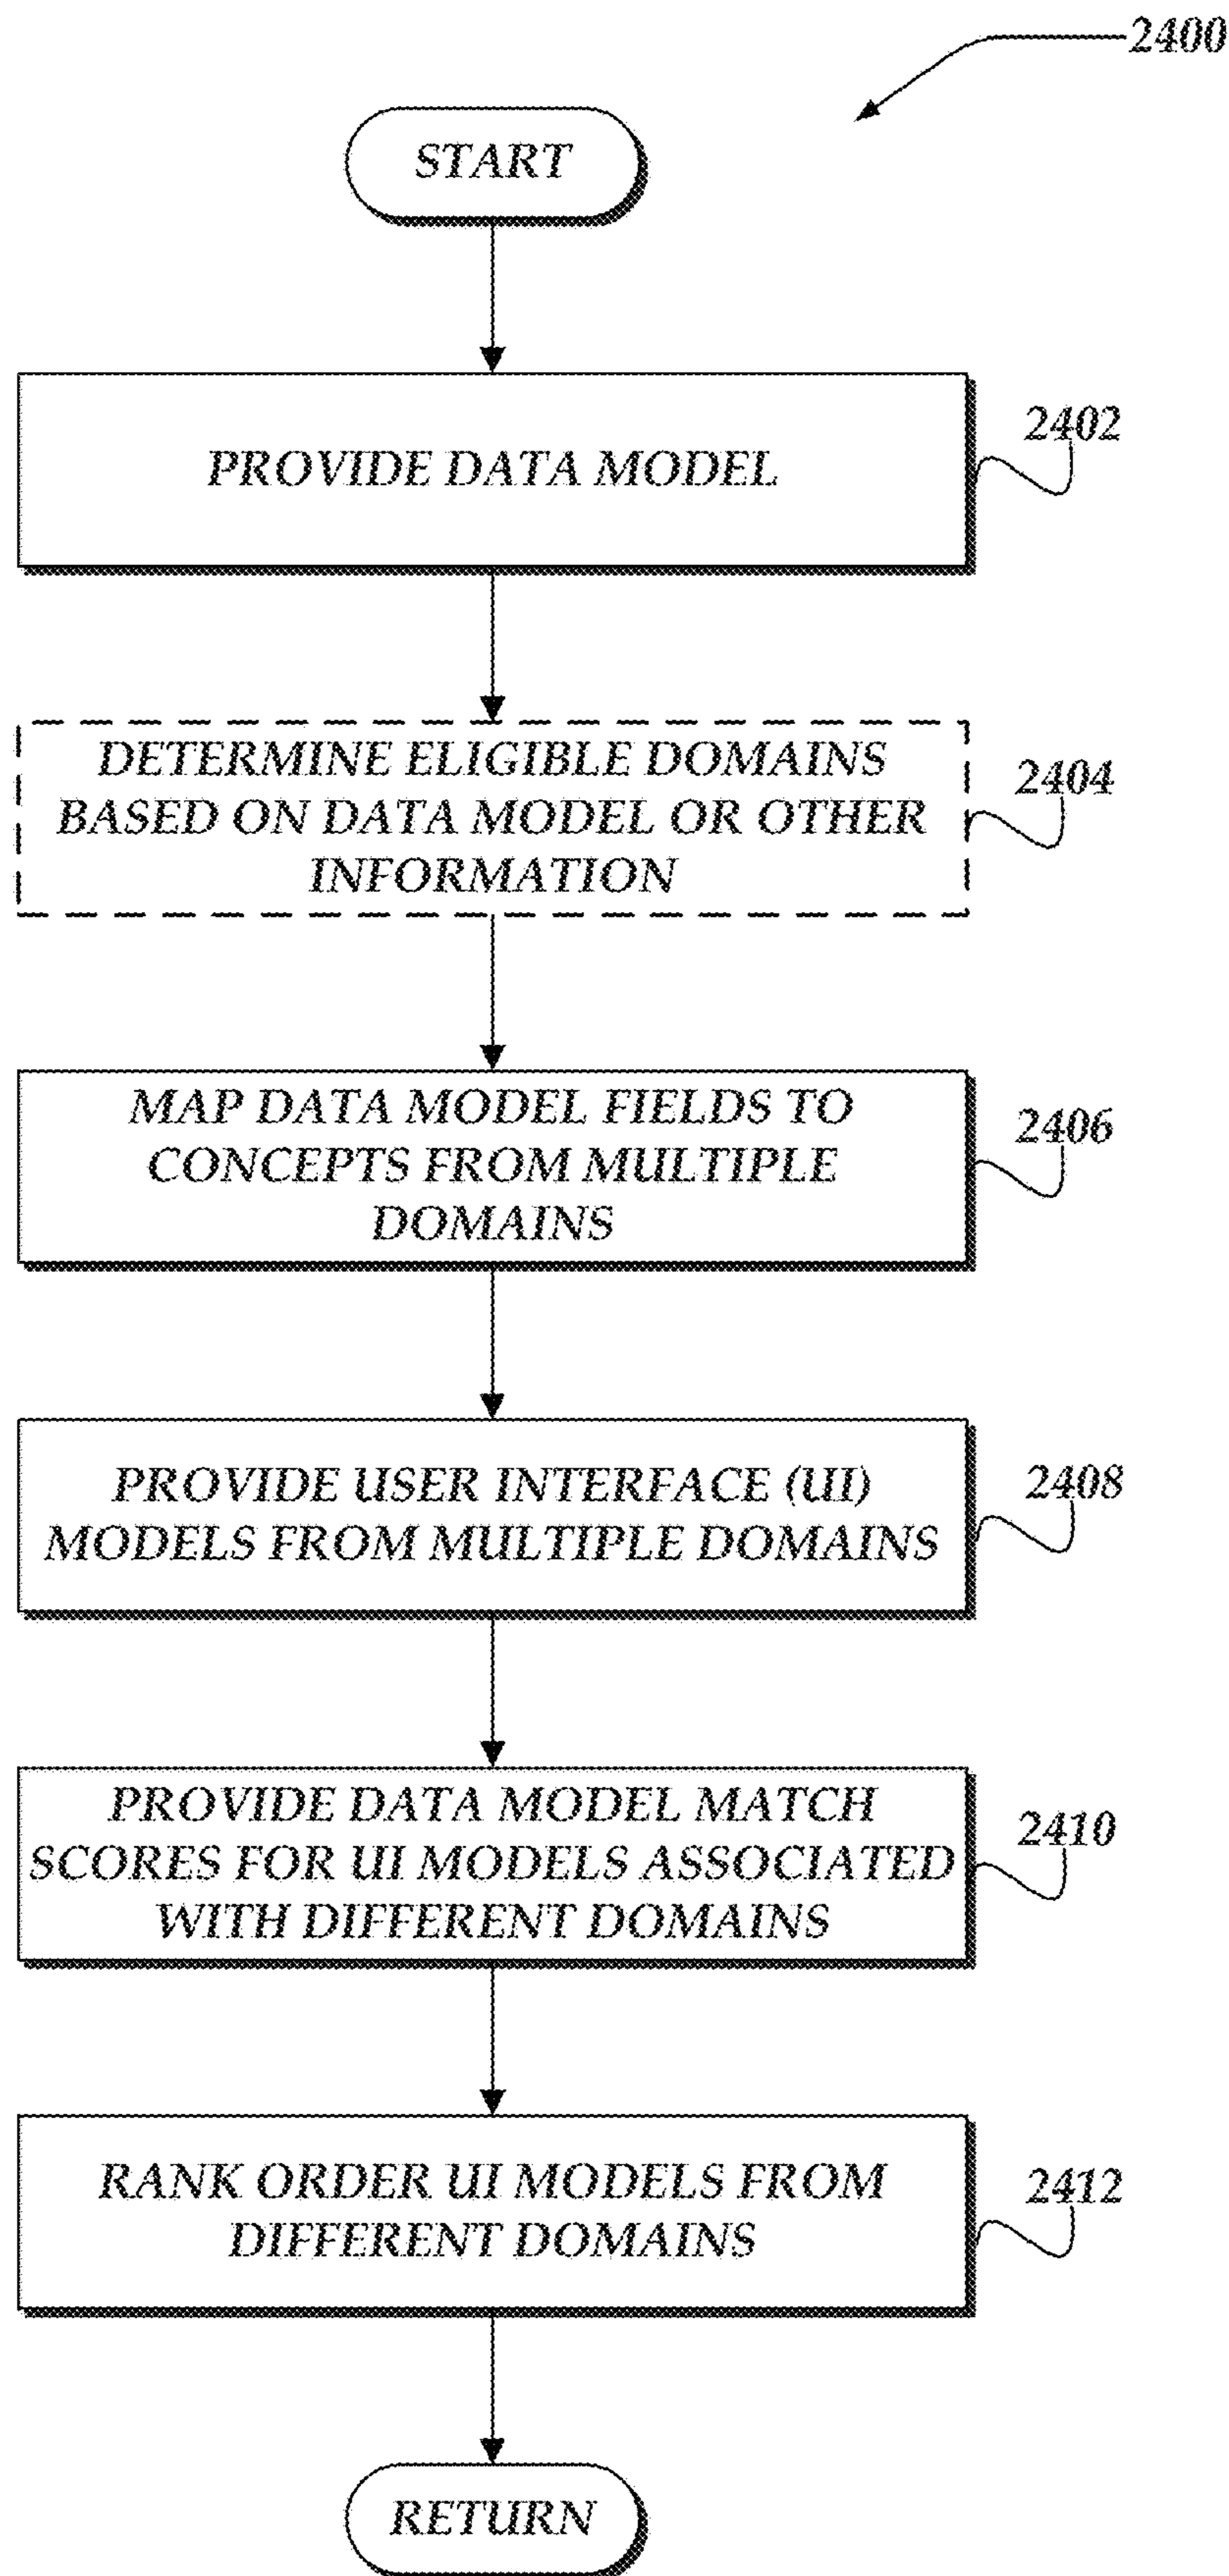 2400
START
PROVIDE DATA MODEL
2402
DETERMINE ELIGIBLE DOMAINS
BASED ON DATA MODEL OR OTHER
INFORMATION
2404
MAP DATA MODEL FIELDS TO
CONCEPTS FROM MULTIPLE
DOMAINS
2406
PROVIDE USER INTERFACE (UI)
MODELS FROM MULTIPLE DOMAINS
2408
PROVIDE DATA MODEL MATCH
SCORES FOR UI MODELS ASSOCIATED
WITH DIFFERENT DOMAINS
2410
RANK ORDER UI MODELS FROM
DIFFERENT DOMAINS
2412
RETURN